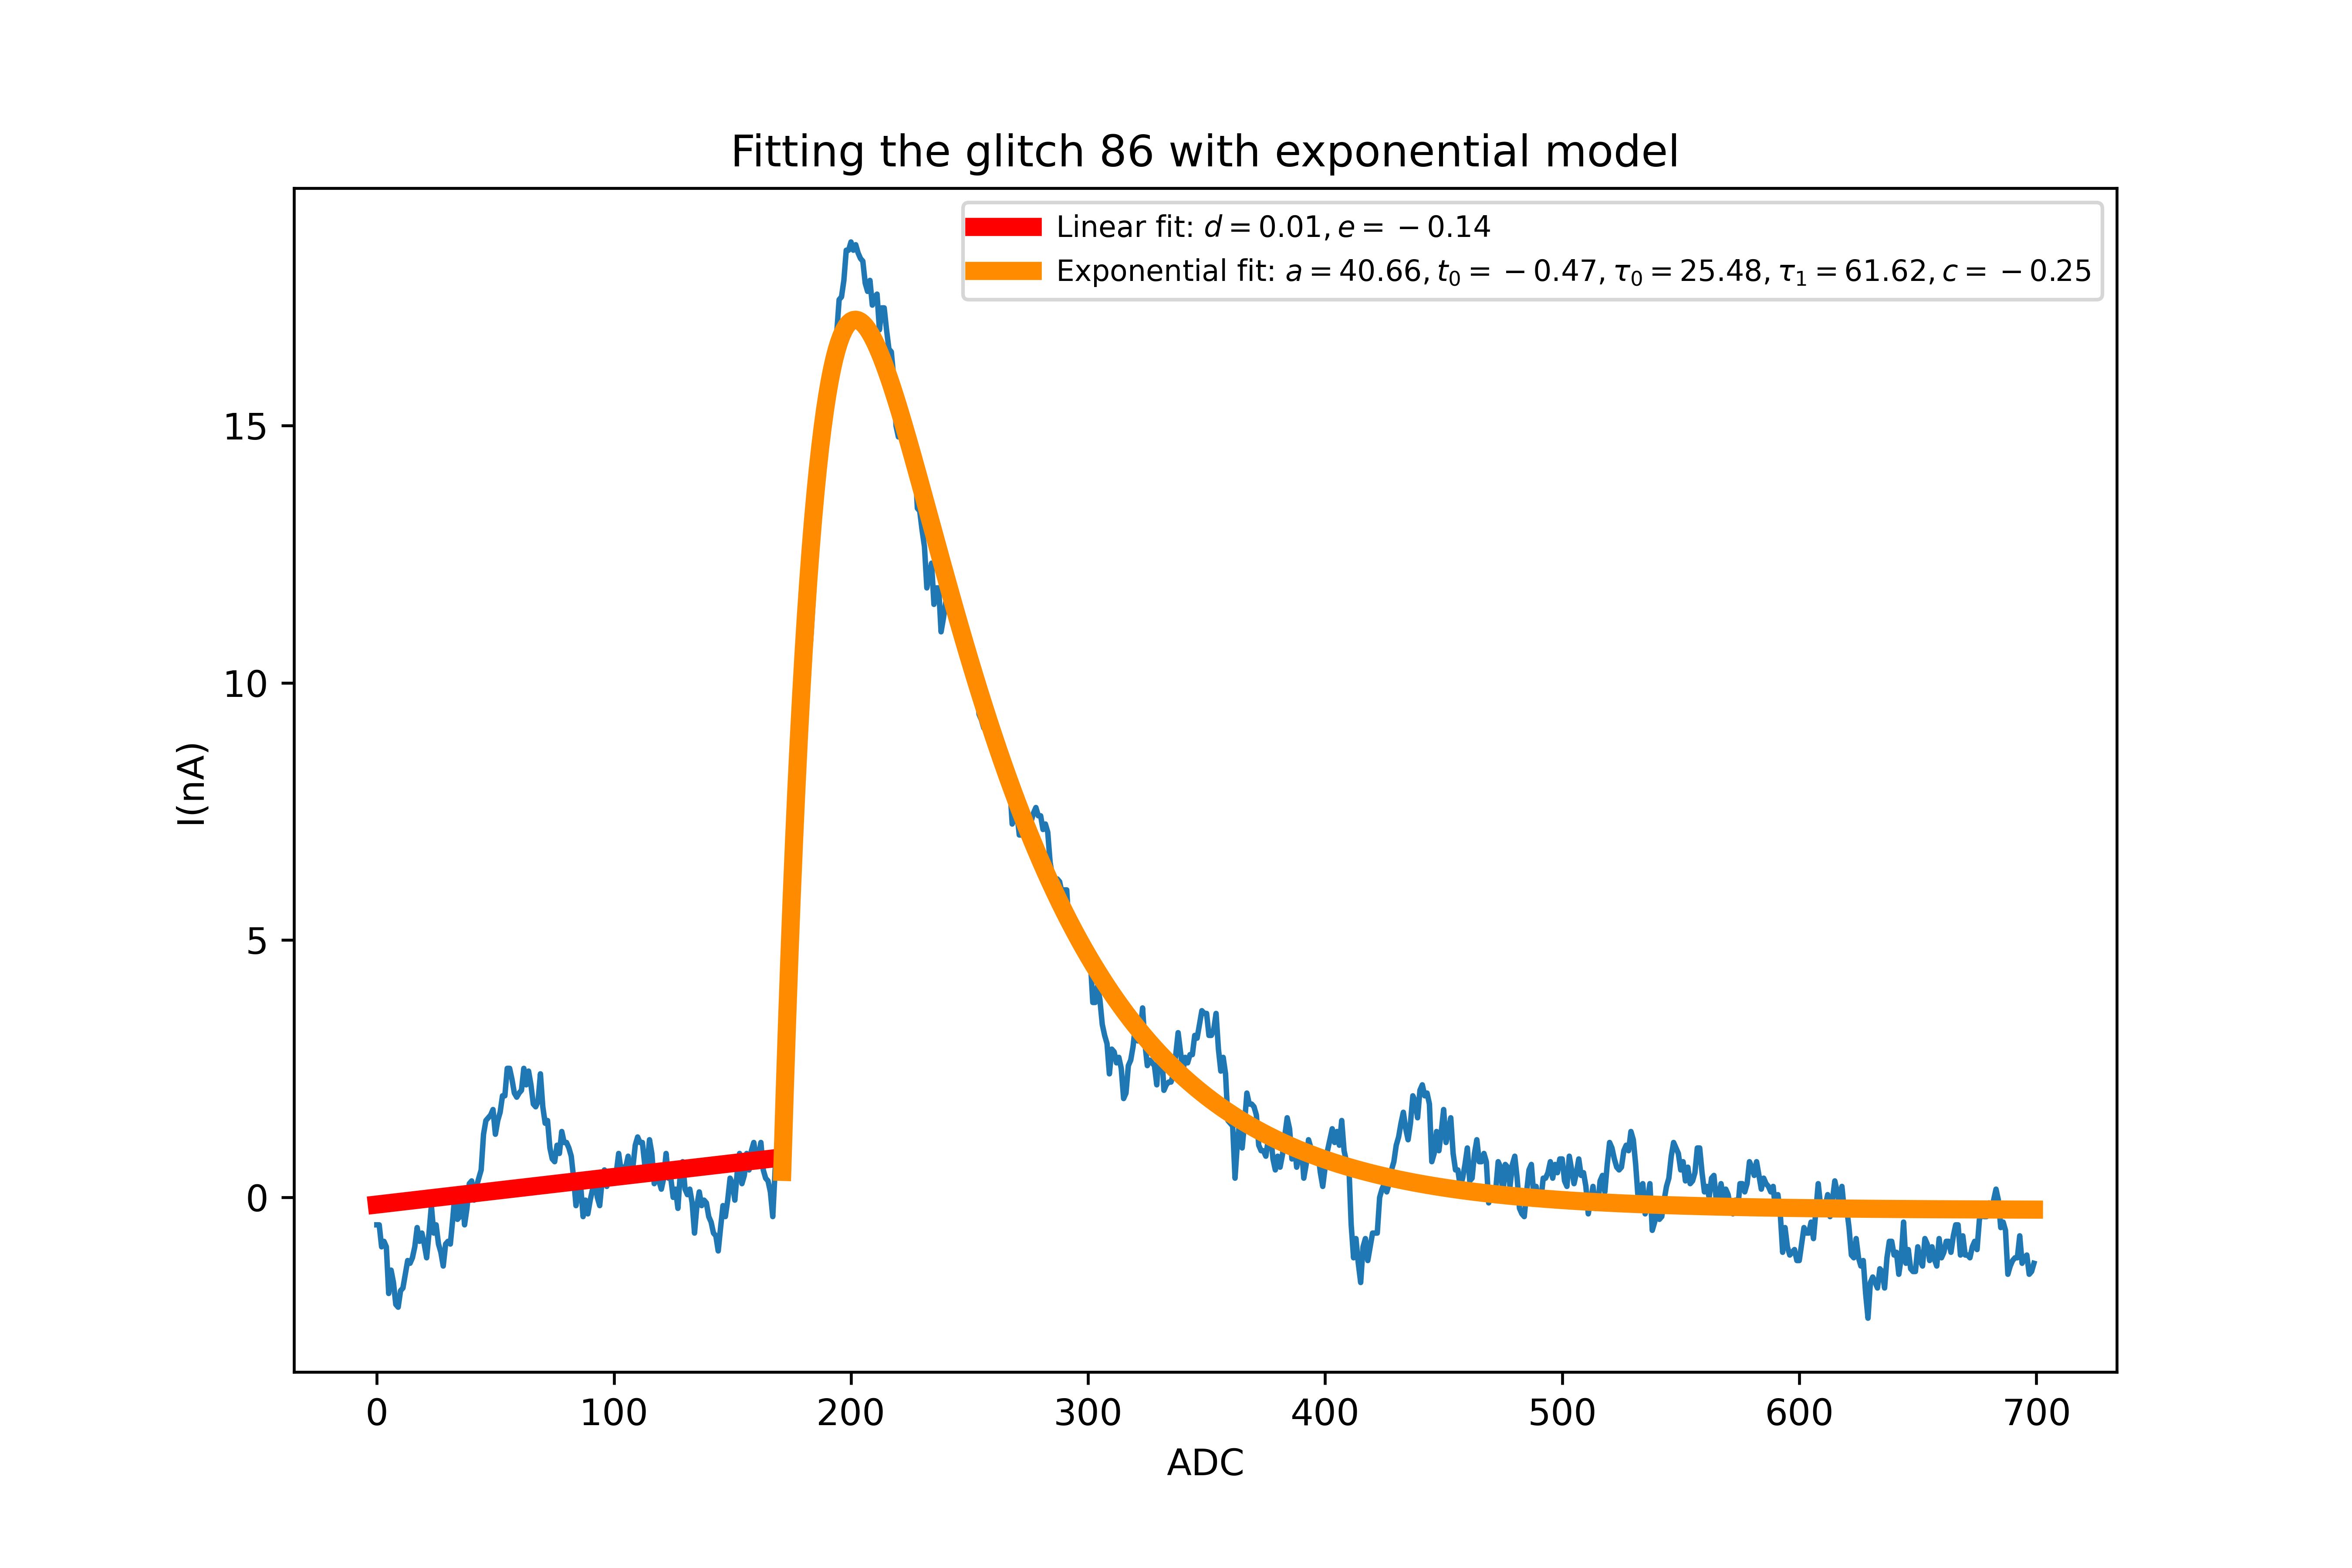 Fitting the glitch 86 with exponential model
Linear fit: d = 0.01, e = −0.14
Exponential fit: a = 40.66, t₀ = −0.47, τ₀ = 25.48, τ₁ = 61.62, c = −0.25
15
10
5
0
I(nA)
0 100 200 300 400 500 600 700
ADC